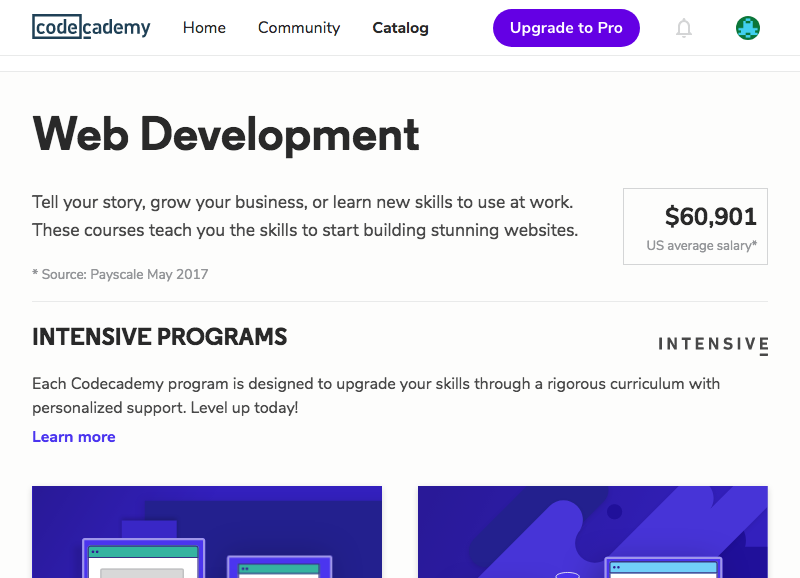 codecademy Home Community Catalog Upgrade to Pro
Web Development
Tell your story, grow your business, or learn new skills to use at work.
These courses teach you the skills to start building stunning websites.
$60,901
US average salary*
* Source: Payscale May 2017
INTENSIVE PROGRAMS
INTENSIVE
Each Codecademy program is designed to upgrade your skills through a rigorous curriculum with
personalized support. Level up today!
Learn more